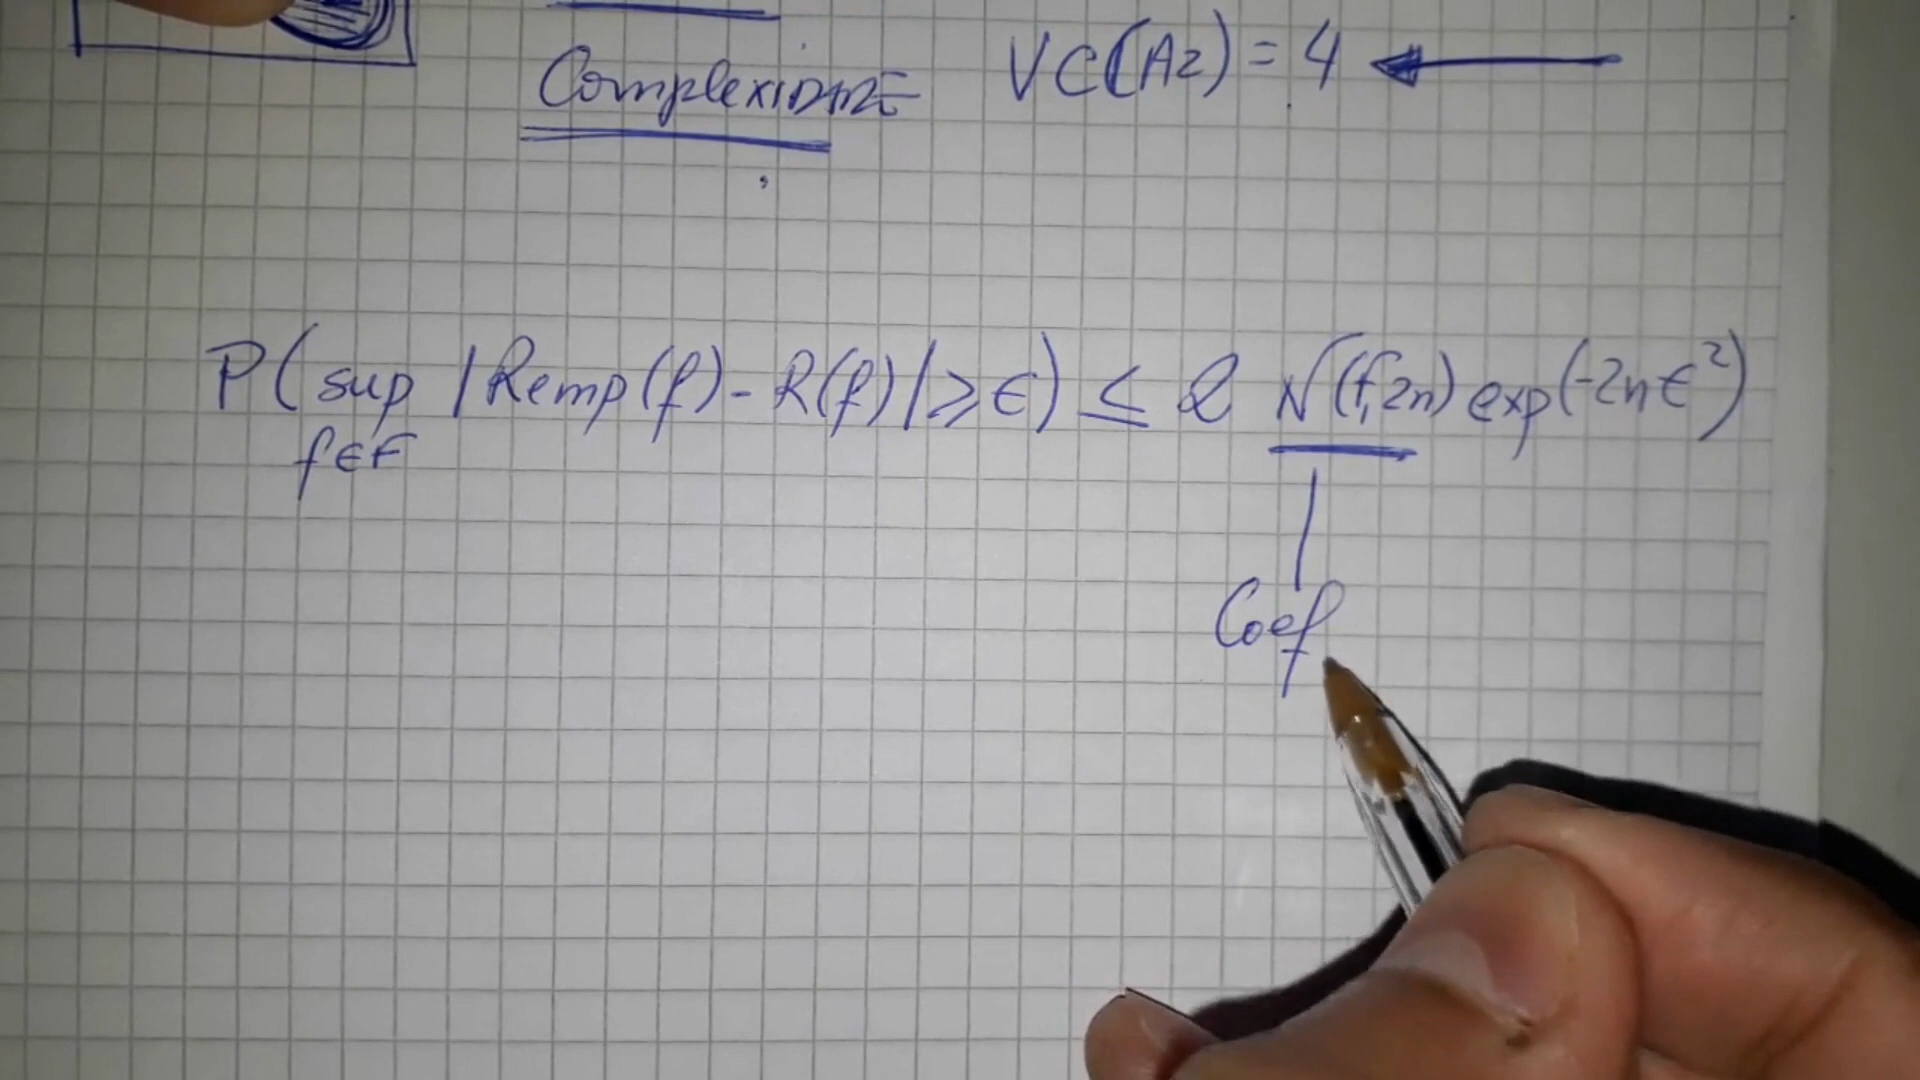 Complexidade VC(A2) = 4
P(sup |Remp(f) - R(f)| ≥ ϵ) ≤ 2 N(F,2n) exp(-2nϵ²)
f∈F
Coef